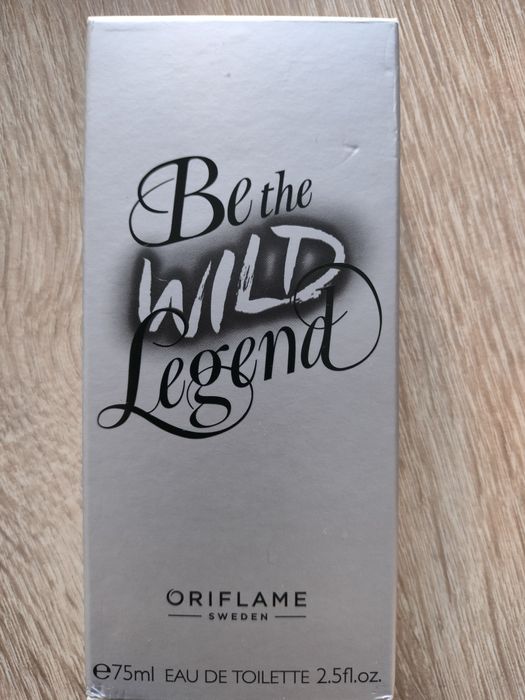 Be the
WILD
Legend
ORIFLAME
SWEDEN
℮75ml EAU DE TOILETTE 2.5fl.oz.